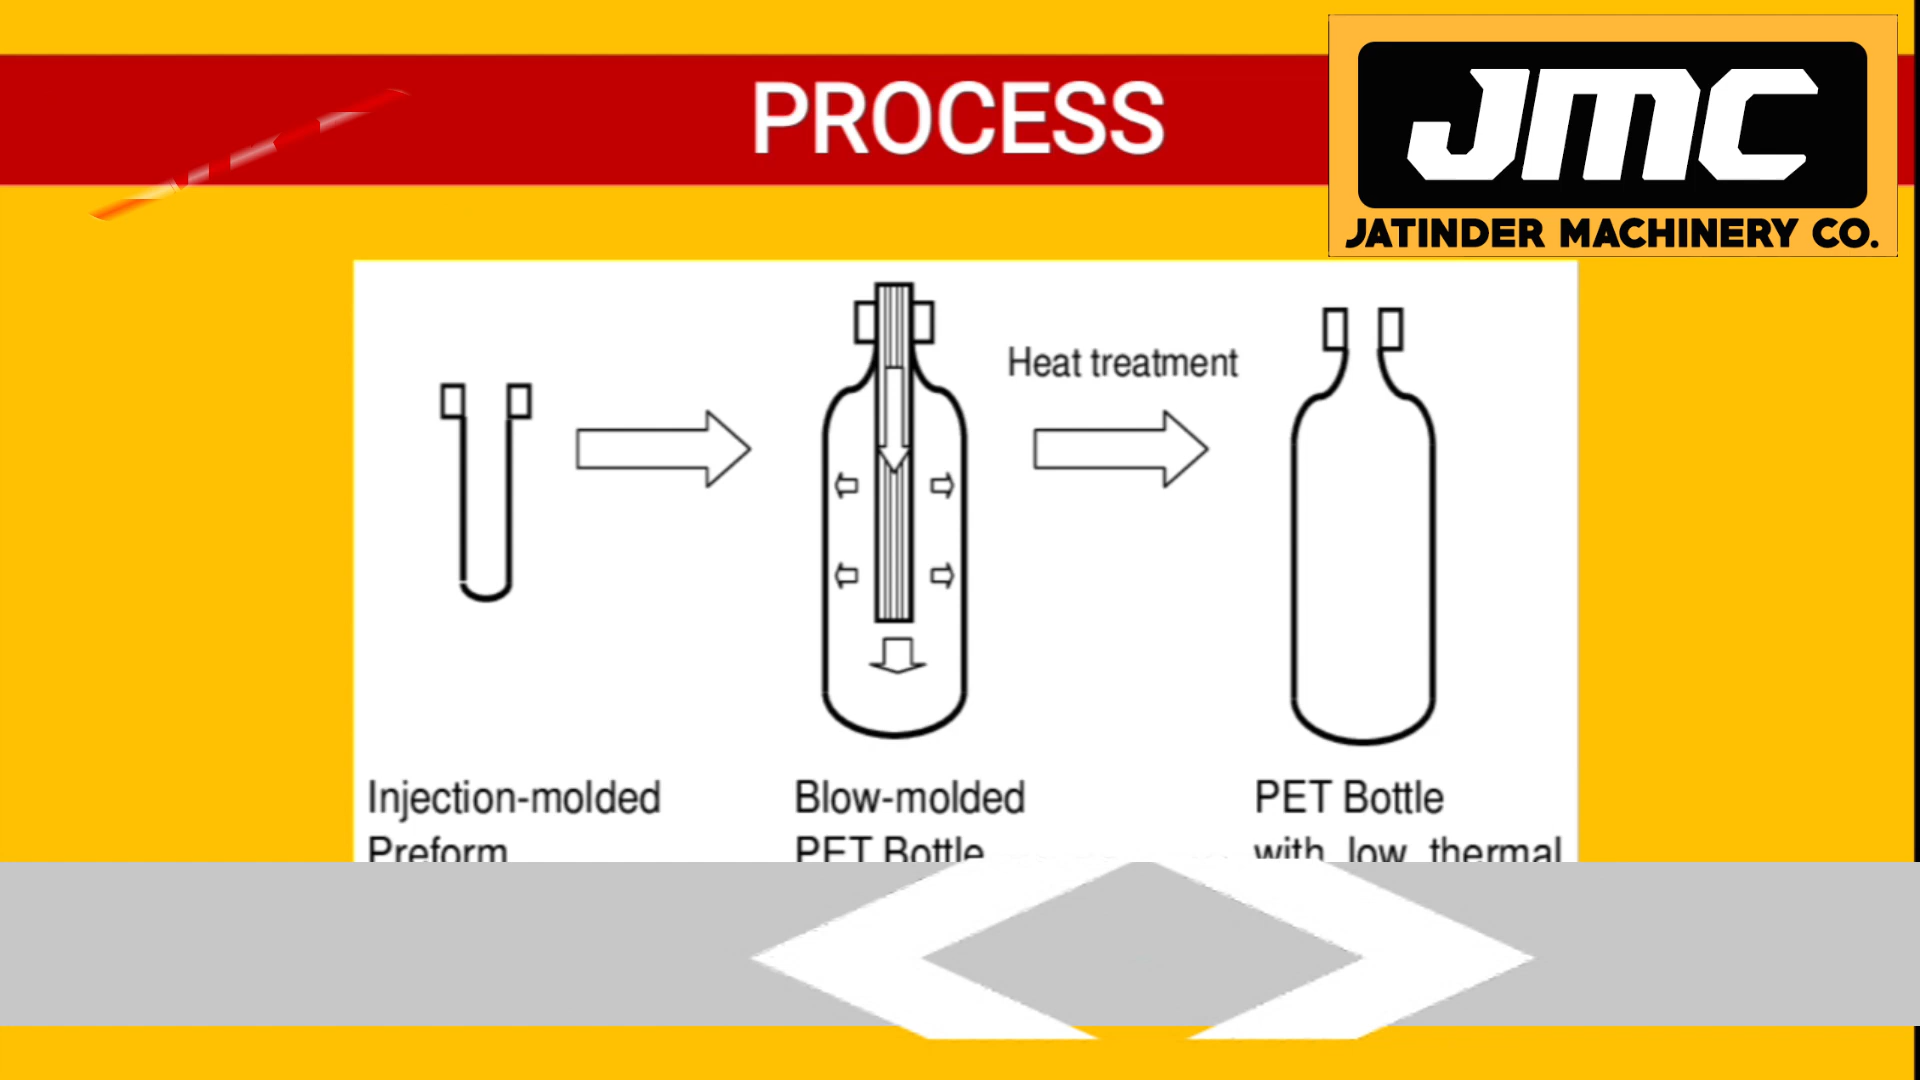 PROCESS
JMC
JATINDER MACHINERY CO.
Heat treatment
Injection-molded
Preform
Blow-molded
PET Bottle
PET Bottle
with low thermal